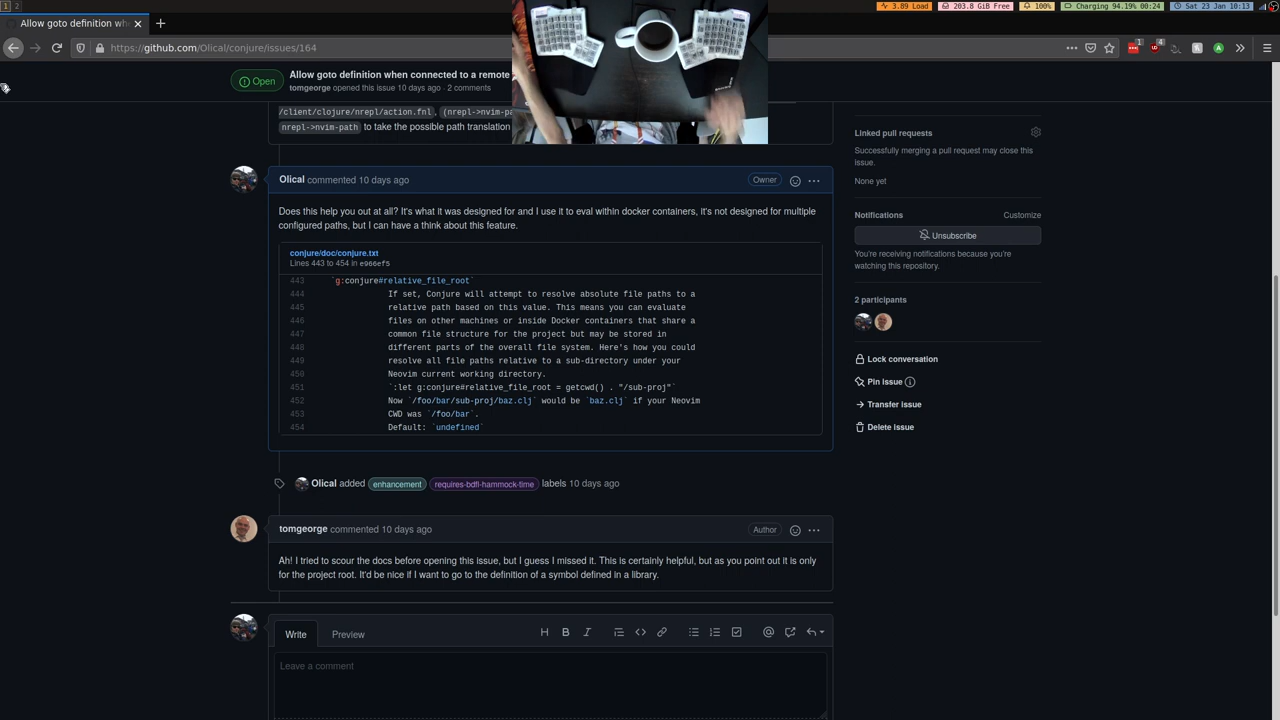 1 2
3.89 Load 203.8 GiB Free 100% Charging 94.19% 00:24 Sat 23 Jan 10:13
Allow goto definition whe
https://github.com/Olical/conjure/issues/164
1 4
Open
Allow goto definition when connected to a remote
tomgeorge opened this issue 10 days ago · 2 comments
/client/clojure/nrepl/action.fnl, (nrepl->nvim-pa
nrepl->nvim-path to take the possible path translation
Olical commented 10 days ago Owner
Does this help you out at all? It's what it was designed for and I use it to eval within docker containers, it's not designed for multiple
configured paths, but I can have a think about this feature.
conjure/doc/conjure.txt
Lines 443 to 454 in e966ef5
443 `g:conjure#relative_file_root`
444 If set, Conjure will attempt to resolve absolute file paths to a
445 relative path based on this value. This means you can evaluate
446 files on other machines or inside Docker containers that share a
447 common file structure for the project but may be stored in
448 different parts of the overall file system. Here's how you could
449 resolve all file paths relative to a sub-directory under your
450 Neovim current working directory.
451 `:let g:conjure#relative_file_root = getcwd() . "/sub-proj"`
452 Now `/foo/bar/sub-proj/baz.clj` would be `baz.clj` if your Neovim
453 CWD was `/foo/bar`.
454 Default: `undefined`
Olical added enhancement requires-bdfl-hammock-time labels 10 days ago
tomgeorge commented 10 days ago Author
Ah! I tried to scour the docs before opening this issue, but I guess I missed it. This is certainly helpful, but as you point out it is only
for the project root. It'd be nice if I want to go to the definition of a symbol defined in a library.
Write Preview
Leave a comment
Linked pull requests
Successfully merging a pull request may close this
issue.
None yet
Notifications Customize
Unsubscribe
You're receiving notifications because you're
watching this repository.
2 participants
Lock conversation
Pin issue
Transfer issue
Delete issue